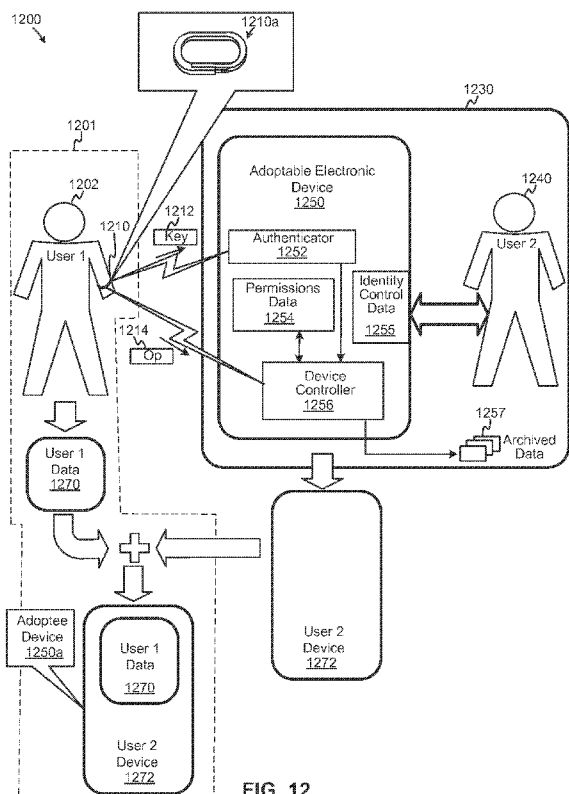 1200
1210a
1230
1201
1202
1210
User 1
1212
Key
1214
Op
Adoptable Electronic
Device
1250
Authenticator
1252
Permissions Data
1254
Identity
Control
Data
1255
Device
Controller
1256
1240
User 2
1257
Archived
Data
User 1
Data
1270
User 2
Device
1272
Adoptee
Device
1250a
User 1
Data
1270
User 2
Device
1272
FIG. 12